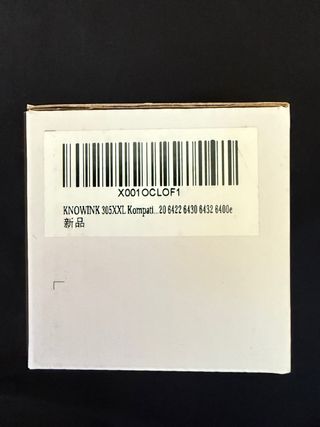 X001OCLOF1
KNOWINK 305XXL Kompati...20 6422 6430 6432 6400e
新品